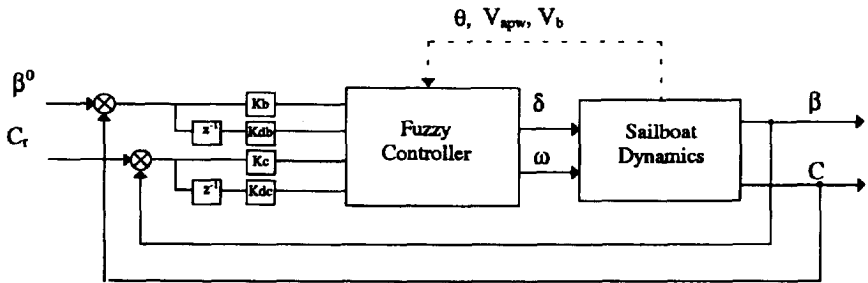 θ, V_apw, V_b
β⁰
C_r
Kb
z⁻¹
Kdb
Kc
z⁻¹
Kdc
Fuzzy
Controller
δ
ω
Sailboat
Dynamics
β
C